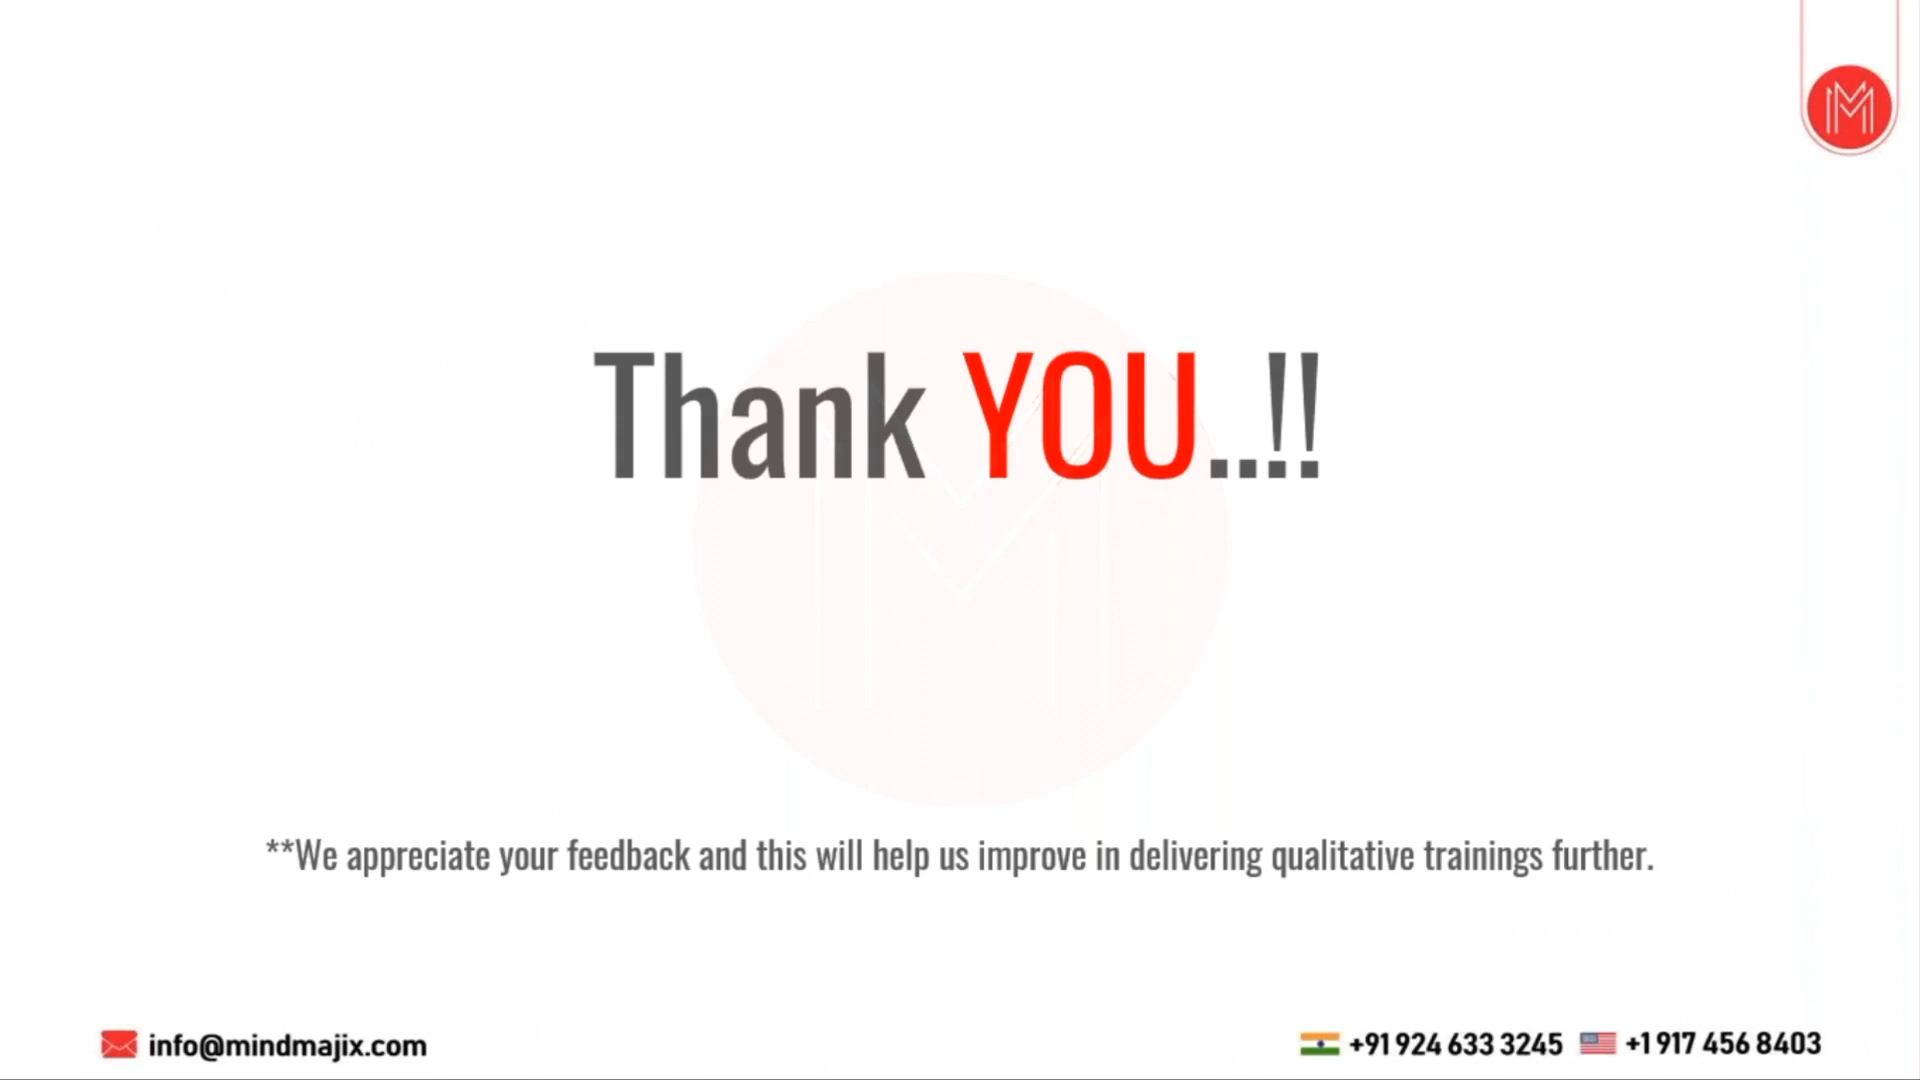 Thank YOU..!!
**We appreciate your feedback and this will help us improve in delivering qualitative trainings further.
info@mindmajix.com
+91 924 633 3245 +1 917 456 8403